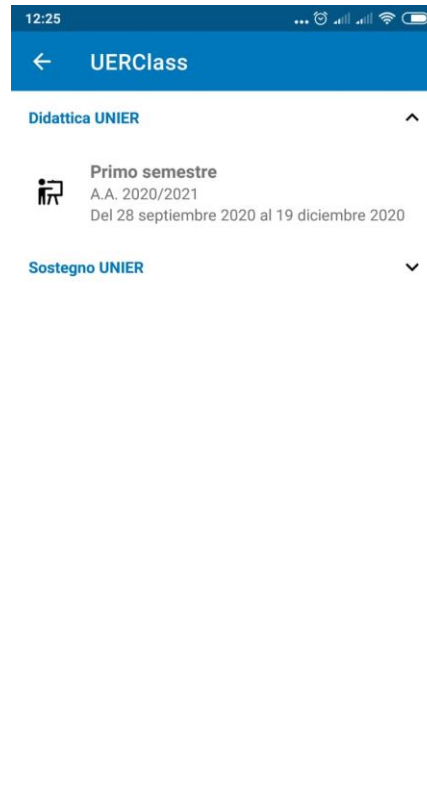 12:25
UERClass
Didattica UNIER
Primo semestre
A.A. 2020/2021
Del 28 septiembre 2020 al 19 diciembre 2020
Sostegno UNIER